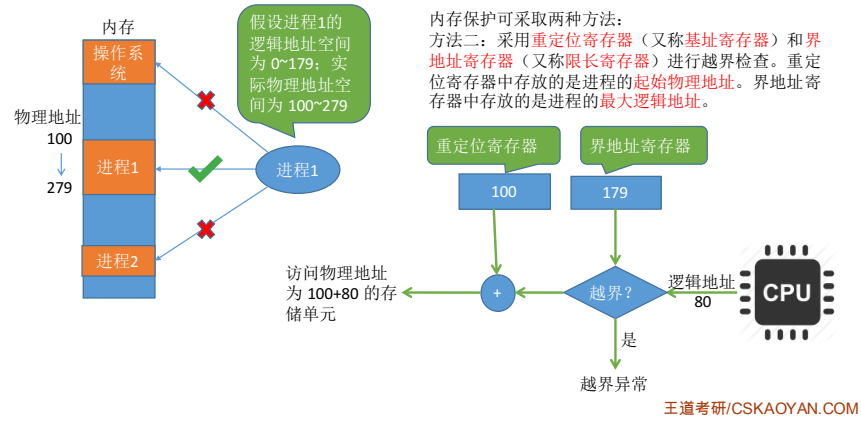 内存
操作系
统
物理地址
100
279
进程1
进程2
假设进程1的
逻辑地址空间
为 0~179；实
际物理地址空
间为 100~279
进程1
内存保护可采取两种方法：
方法二：采用重定位寄存器（又称基址寄存器）和界
地址寄存器（又称限长寄存器）进行越界检查。重定
位寄存器中存放的是进程的起始物理地址。界地址寄
存器中存放的是进程的最大逻辑地址。
重定位寄存器
界地址寄存器
100
179
访问物理地址
为 100+80 的存
储单元
+
越界？
逻辑地址
80
CPU
是
越界异常
王道考研/CSKAOYAN.COM